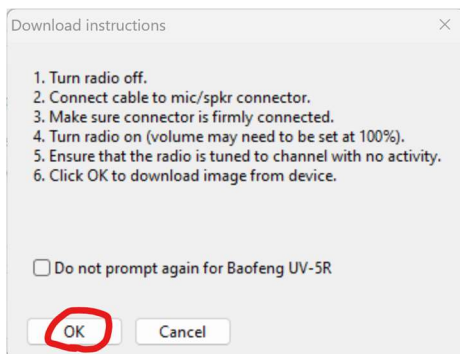 Download instructions
1. Turn radio off.
2. Connect cable to mic/spkr connector.
3. Make sure connector is firmly connected.
4. Turn radio on (volume may need to be set at 100%).
5. Ensure that the radio is tuned to channel with no activity.
6. Click OK to download image from device.
Do not prompt again for Baofeng UV-5R
OK Cancel